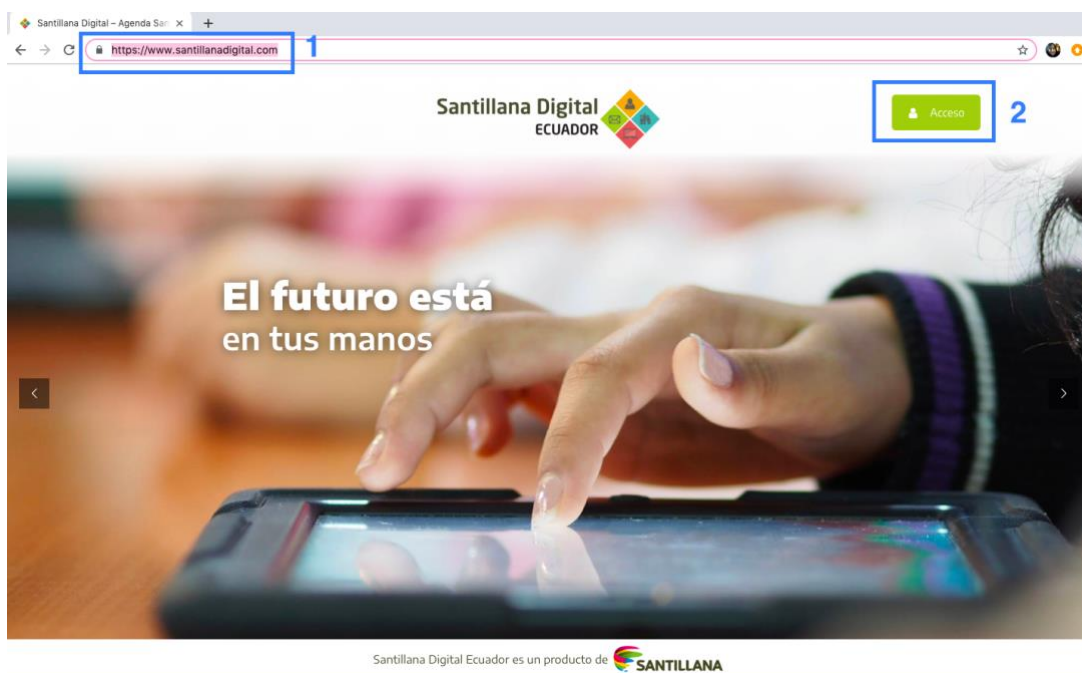 Santillana Digital – Agenda San
https://www.santillanadigital.com
1
Santillana Digital
ECUADOR
Acceso
2
El futuro está
en tus manos
Santillana Digital Ecuador es un producto de SANTILLANA